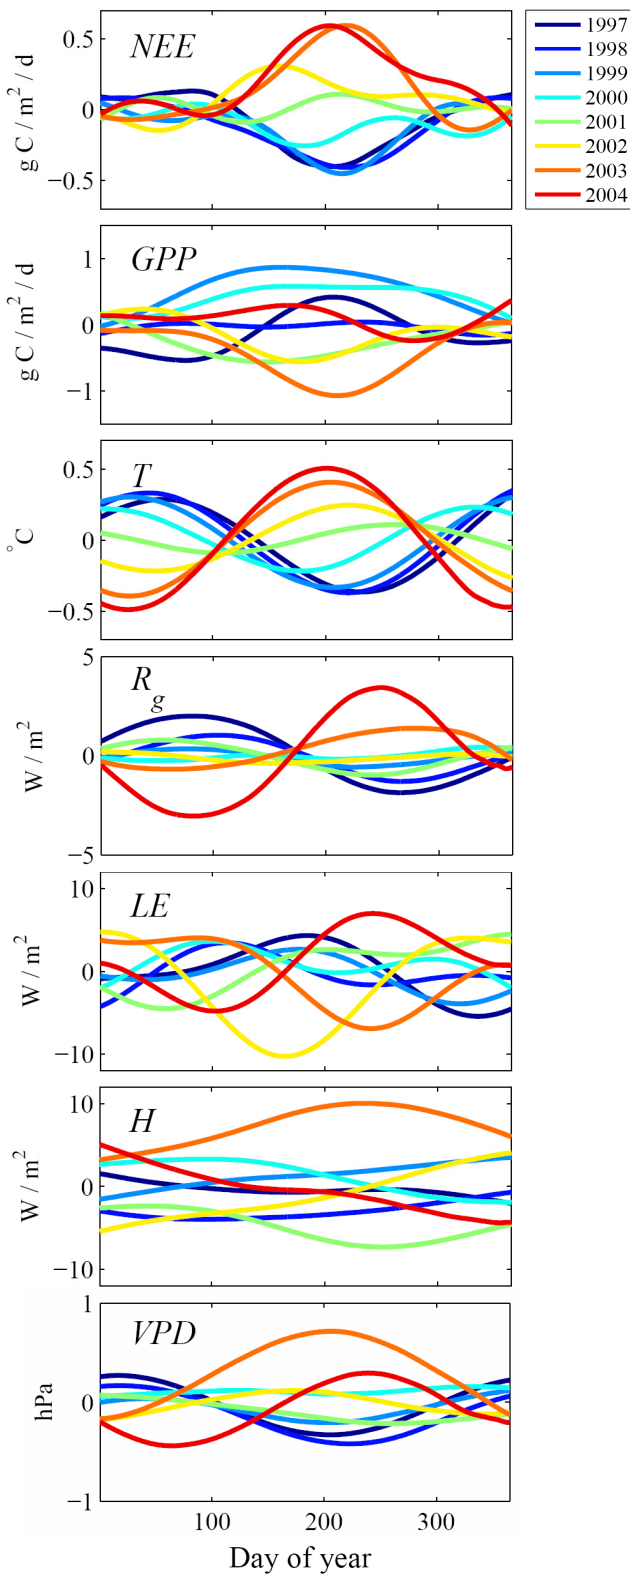 NEE
0.5
0
−0.5
g C / m² / d
1997
1998
1999
2000
2001
2002
2003
2004
GPP
1
0
−1
g C / m² / d
T
0.5
0
−0.5
°C
R_g
5
0
−5
W / m²
LE
10
0
−10
W / m²
H
10
0
−10
W / m²
VPD
1
0
−1
hPa
100
200
300
Day of year